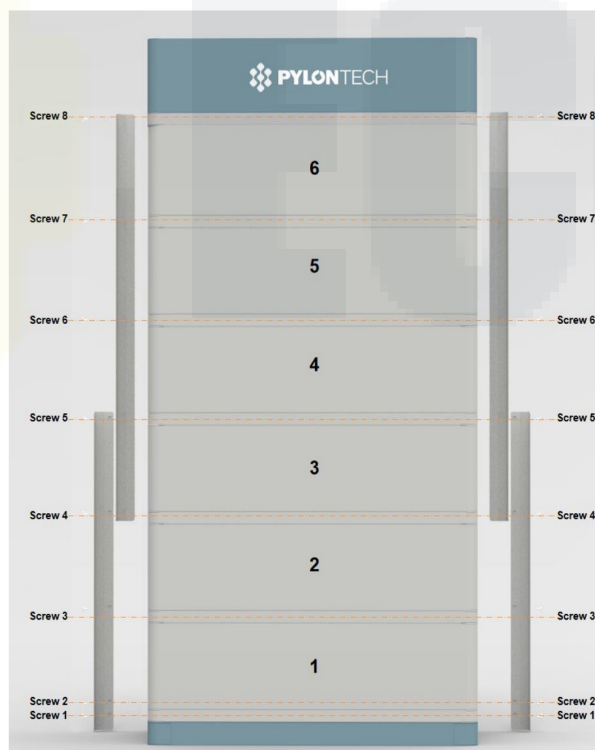 PYLONTECH
Screw 8 Screw 8
6
Screw 7 Screw 7
5
Screw 6 Screw 6
4
Screw 5 Screw 5
3
Screw 4 Screw 4
2
Screw 3 Screw 3
1
Screw 2 Screw 2
Screw 1 Screw 1